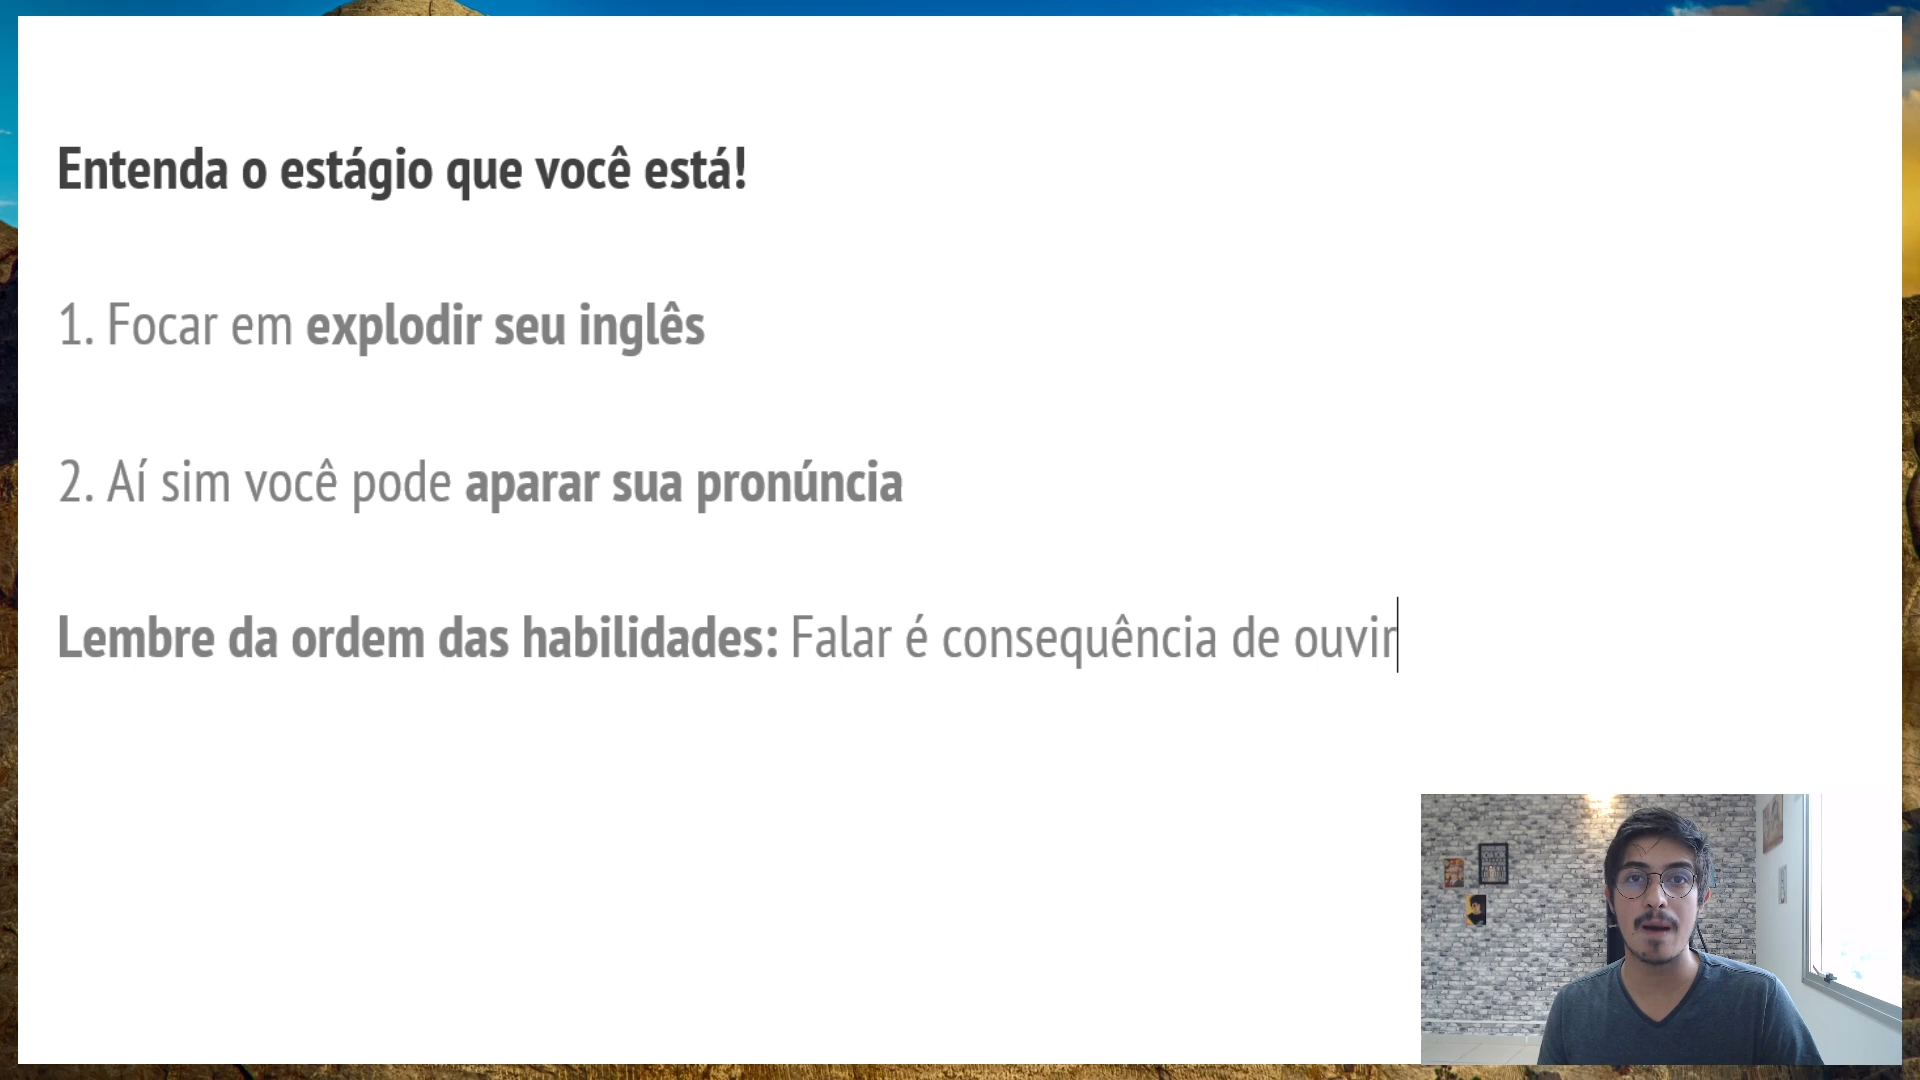 Entenda o estágio que você está!
1. Focar em explodir seu inglês
2. Aí sim você pode aparar sua pronúncia
Lembre da ordem das habilidades: Falar é consequência de ouvir